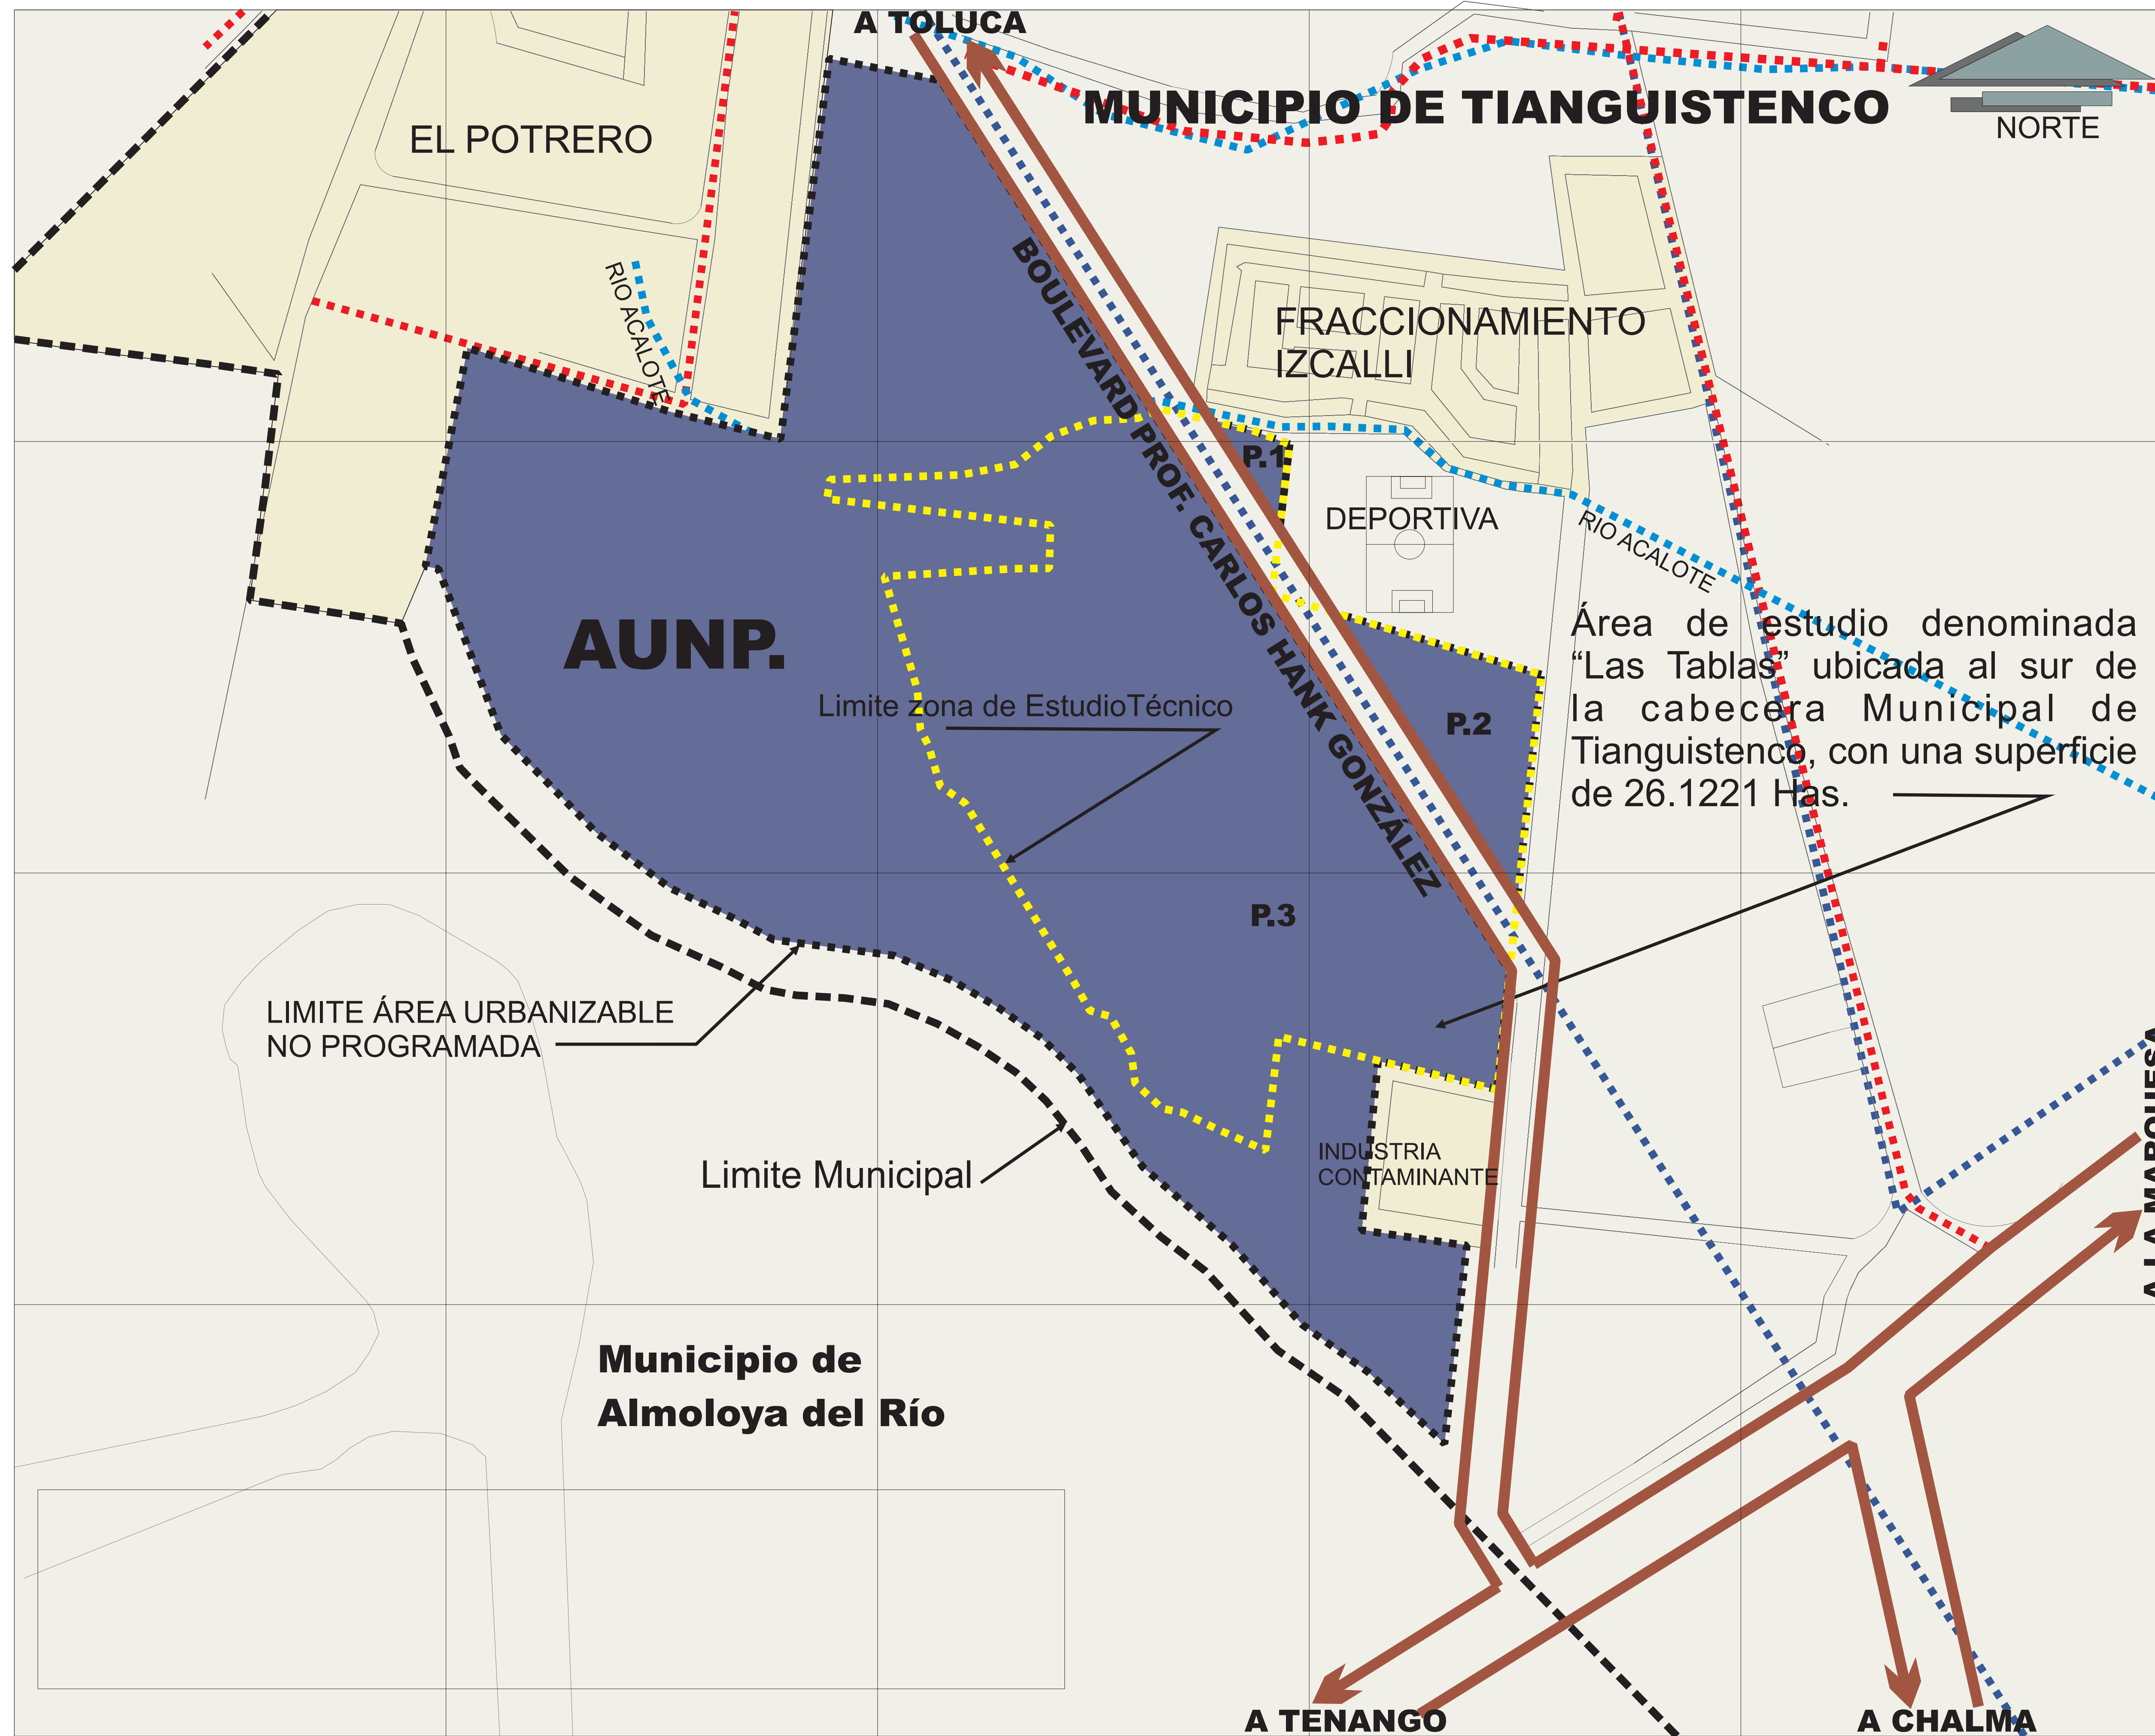 A TOLUCA
MUNICIPIO DE TIANGUISTENCO
NORTE
EL POTRERO
RIO ACALOTE
BOULEVARD PROF. CARLOS HANK GONZÁLEZ
FRACCIONAMIENTO
IZCALLI
P.1
DEPORTIVA
RIO ACALOTE
AUNP.
Limite zona de EstudioTécnico
P.2
Área de estudio denominada
“Las Tablas” ubicada al sur de
la cabecera Municipal de
Tianguistenco, con una superficie
de 26.1221 Has.
P.3
LIMITE ÁREA URBANIZABLE
NO PROGRAMADA
Limite Municipal
INDUSTRIA
CONTAMINANTE
A LA MARQUESA
Municipio de
Almoloya del Río
A TENANGO
A CHALMA